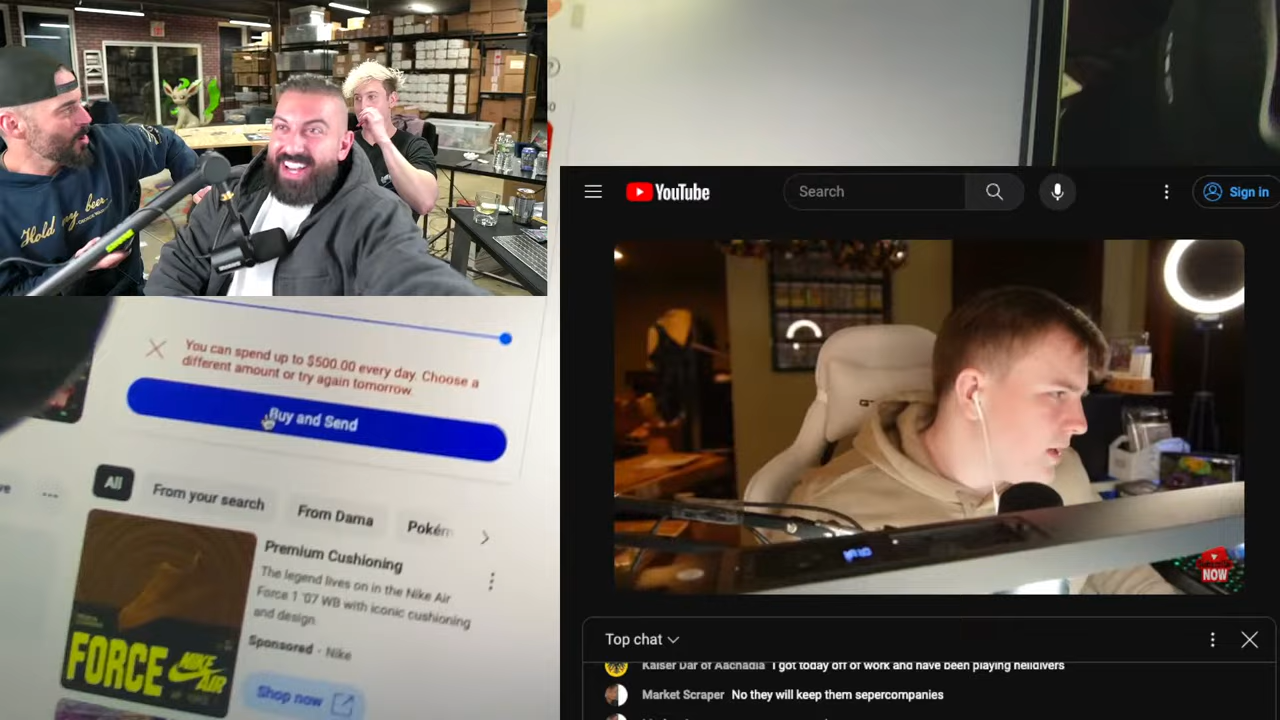 Hold my beer
YouTube
Search
Sign in
NOW
You can spend up to $500.00 every day. Choose a
different amount or try again tomorrow.
Buy and Send
All
From your search
From Dama
Premium Cushioning
The legend lives on in the Nike Air
Force 1 '07 WB with iconic cushioning
and design.
Sponsored · Nike
FORCE
NIKE
AIR
Shop now
Top chat
Kaiser Dar of Aachadia I got today off of work and have been playing helldivers
Market Scraper No they will keep them sepercompanies